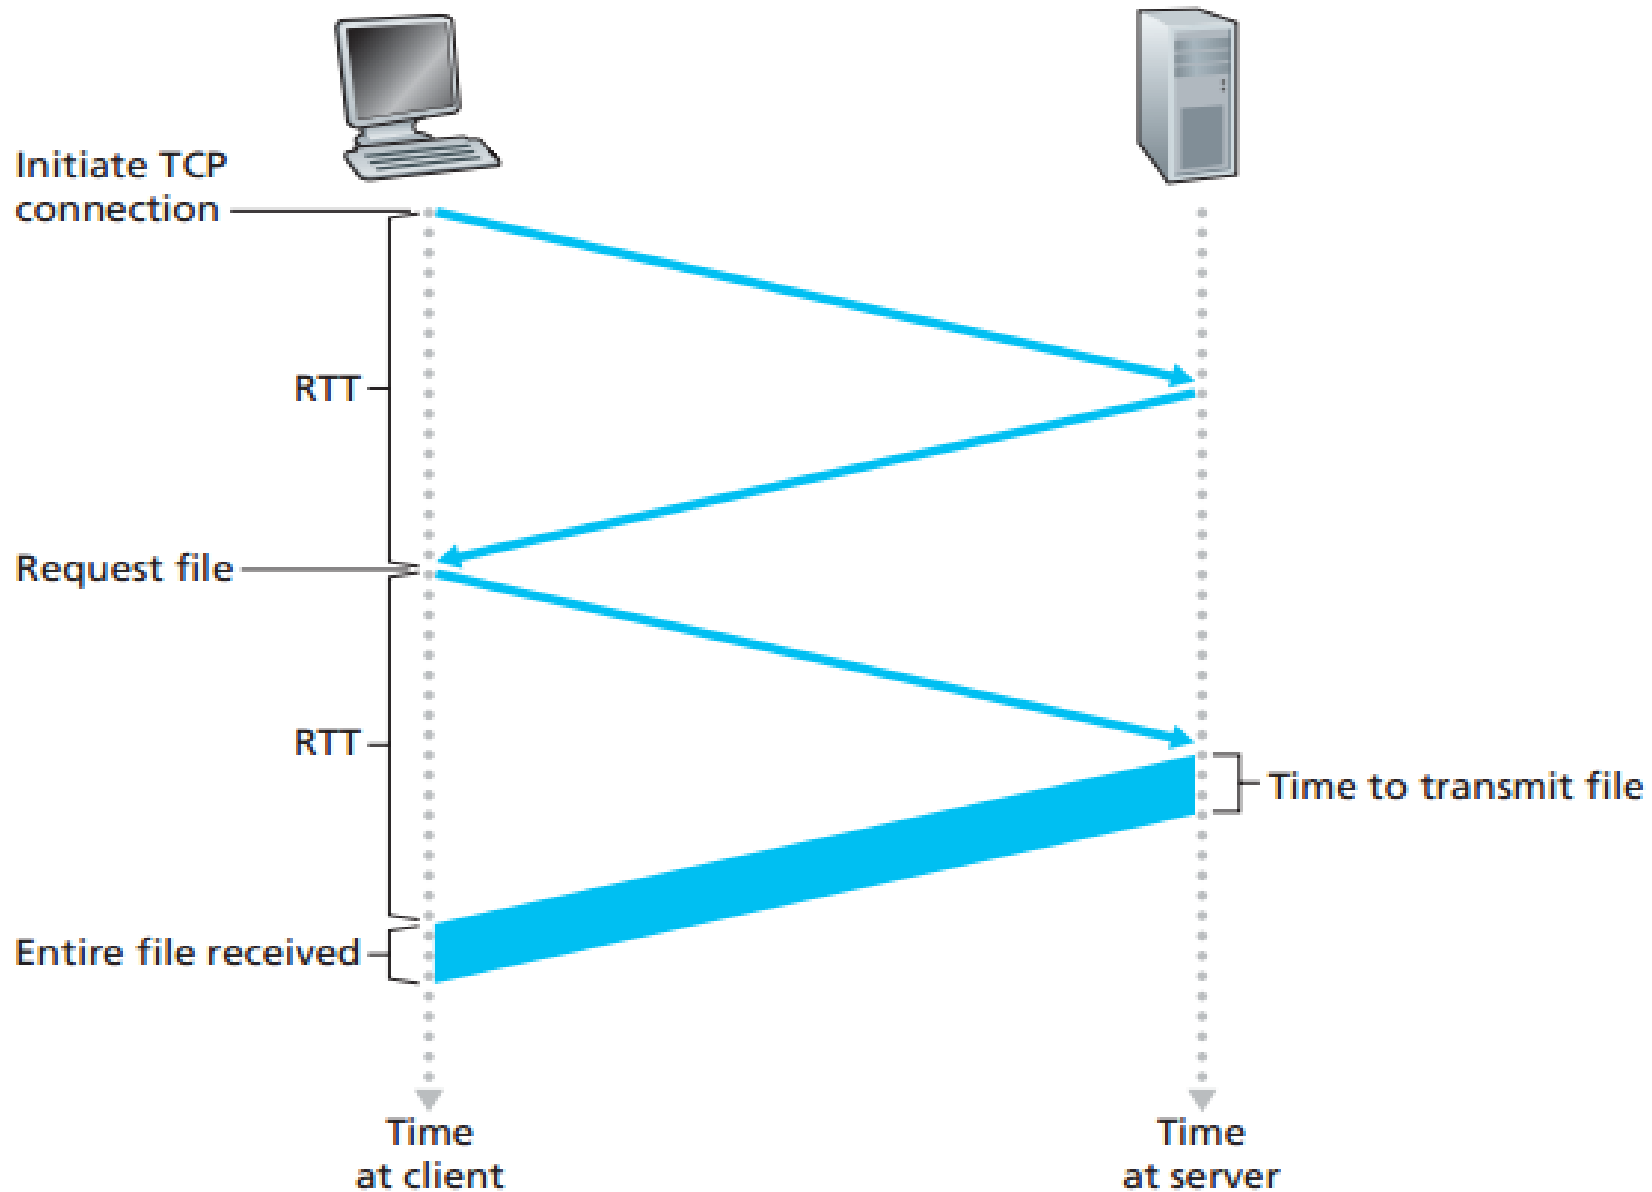 Initiate TCP
connection
RTT
Request file
RTT
Time to transmit file
Entire file received
Time
at client
Time
at server